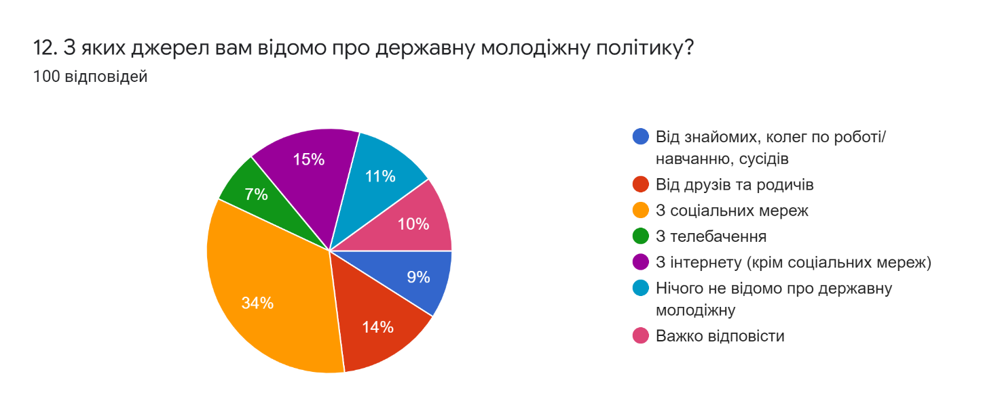 12. З яких джерел вам відомо про державну молодіжну політику?
100 відповідей
15%
11%
7%
10%
9%
34%
14%
Від знайомих, колег по роботі/
навчанню, сусідів
Від друзів та родичів
З соціальних мереж
З телебачення
З інтернету (крім соціальних мереж)
Нічого не відомо про державну
молодіжну
Важко відповісти